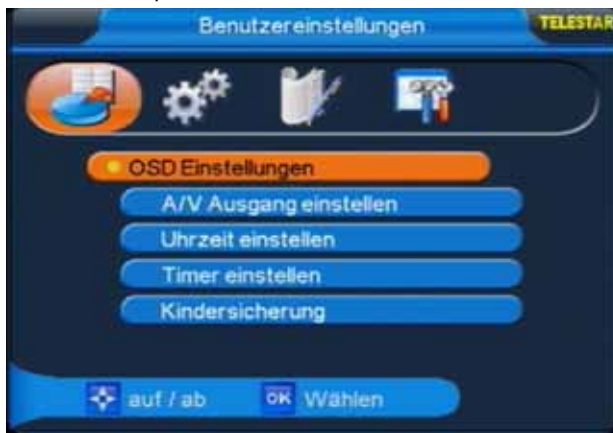 Benutzereinstellungen
TELESTAR
OSD Einstellungen
A/V Ausgang einstellen
Uhrzeit einstellen
Timer einstellen
Kindersicherung
auf / ab OK Wählen